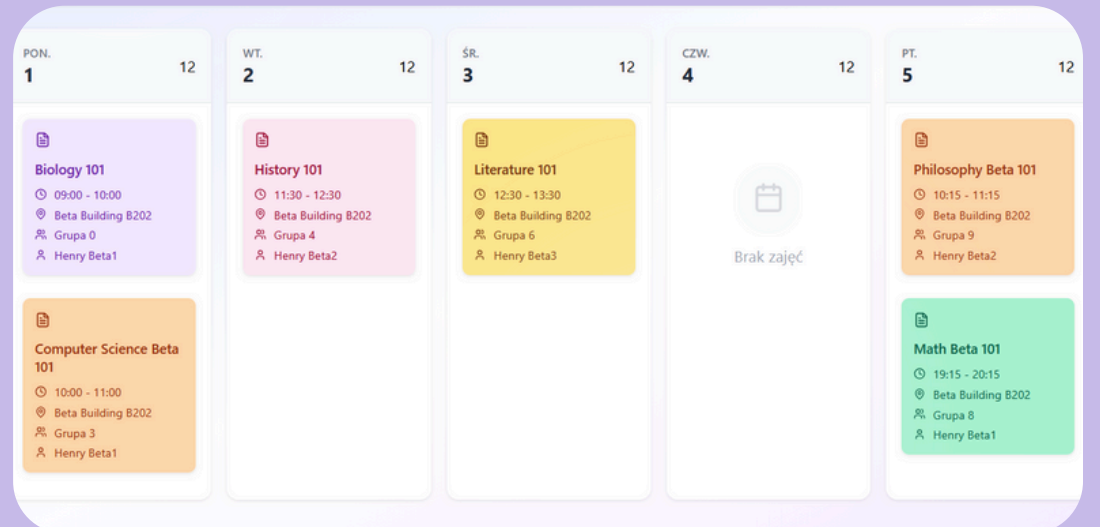 PON.
1
12
Biology 101
09:00 - 10:00
Beta Building B202
Grupa 0
Henry Beta1
Computer Science Beta
101
10:00 - 11:00
Beta Building B202
Grupa 3
Henry Beta1
WT.
2
12
History 101
11:30 - 12:30
Beta Building B202
Grupa 4
Henry Beta2
ŚR.
3
12
Literature 101
12:30 - 13:30
Beta Building B202
Grupa 6
Henry Beta3
CZW.
4
12
Brak zajęć
PT.
5
12
Philosophy Beta 101
10:15 - 11:15
Beta Building B202
Grupa 9
Henry Beta2
Math Beta 101
19:15 - 20:15
Beta Building B202
Grupa 8
Henry Beta1